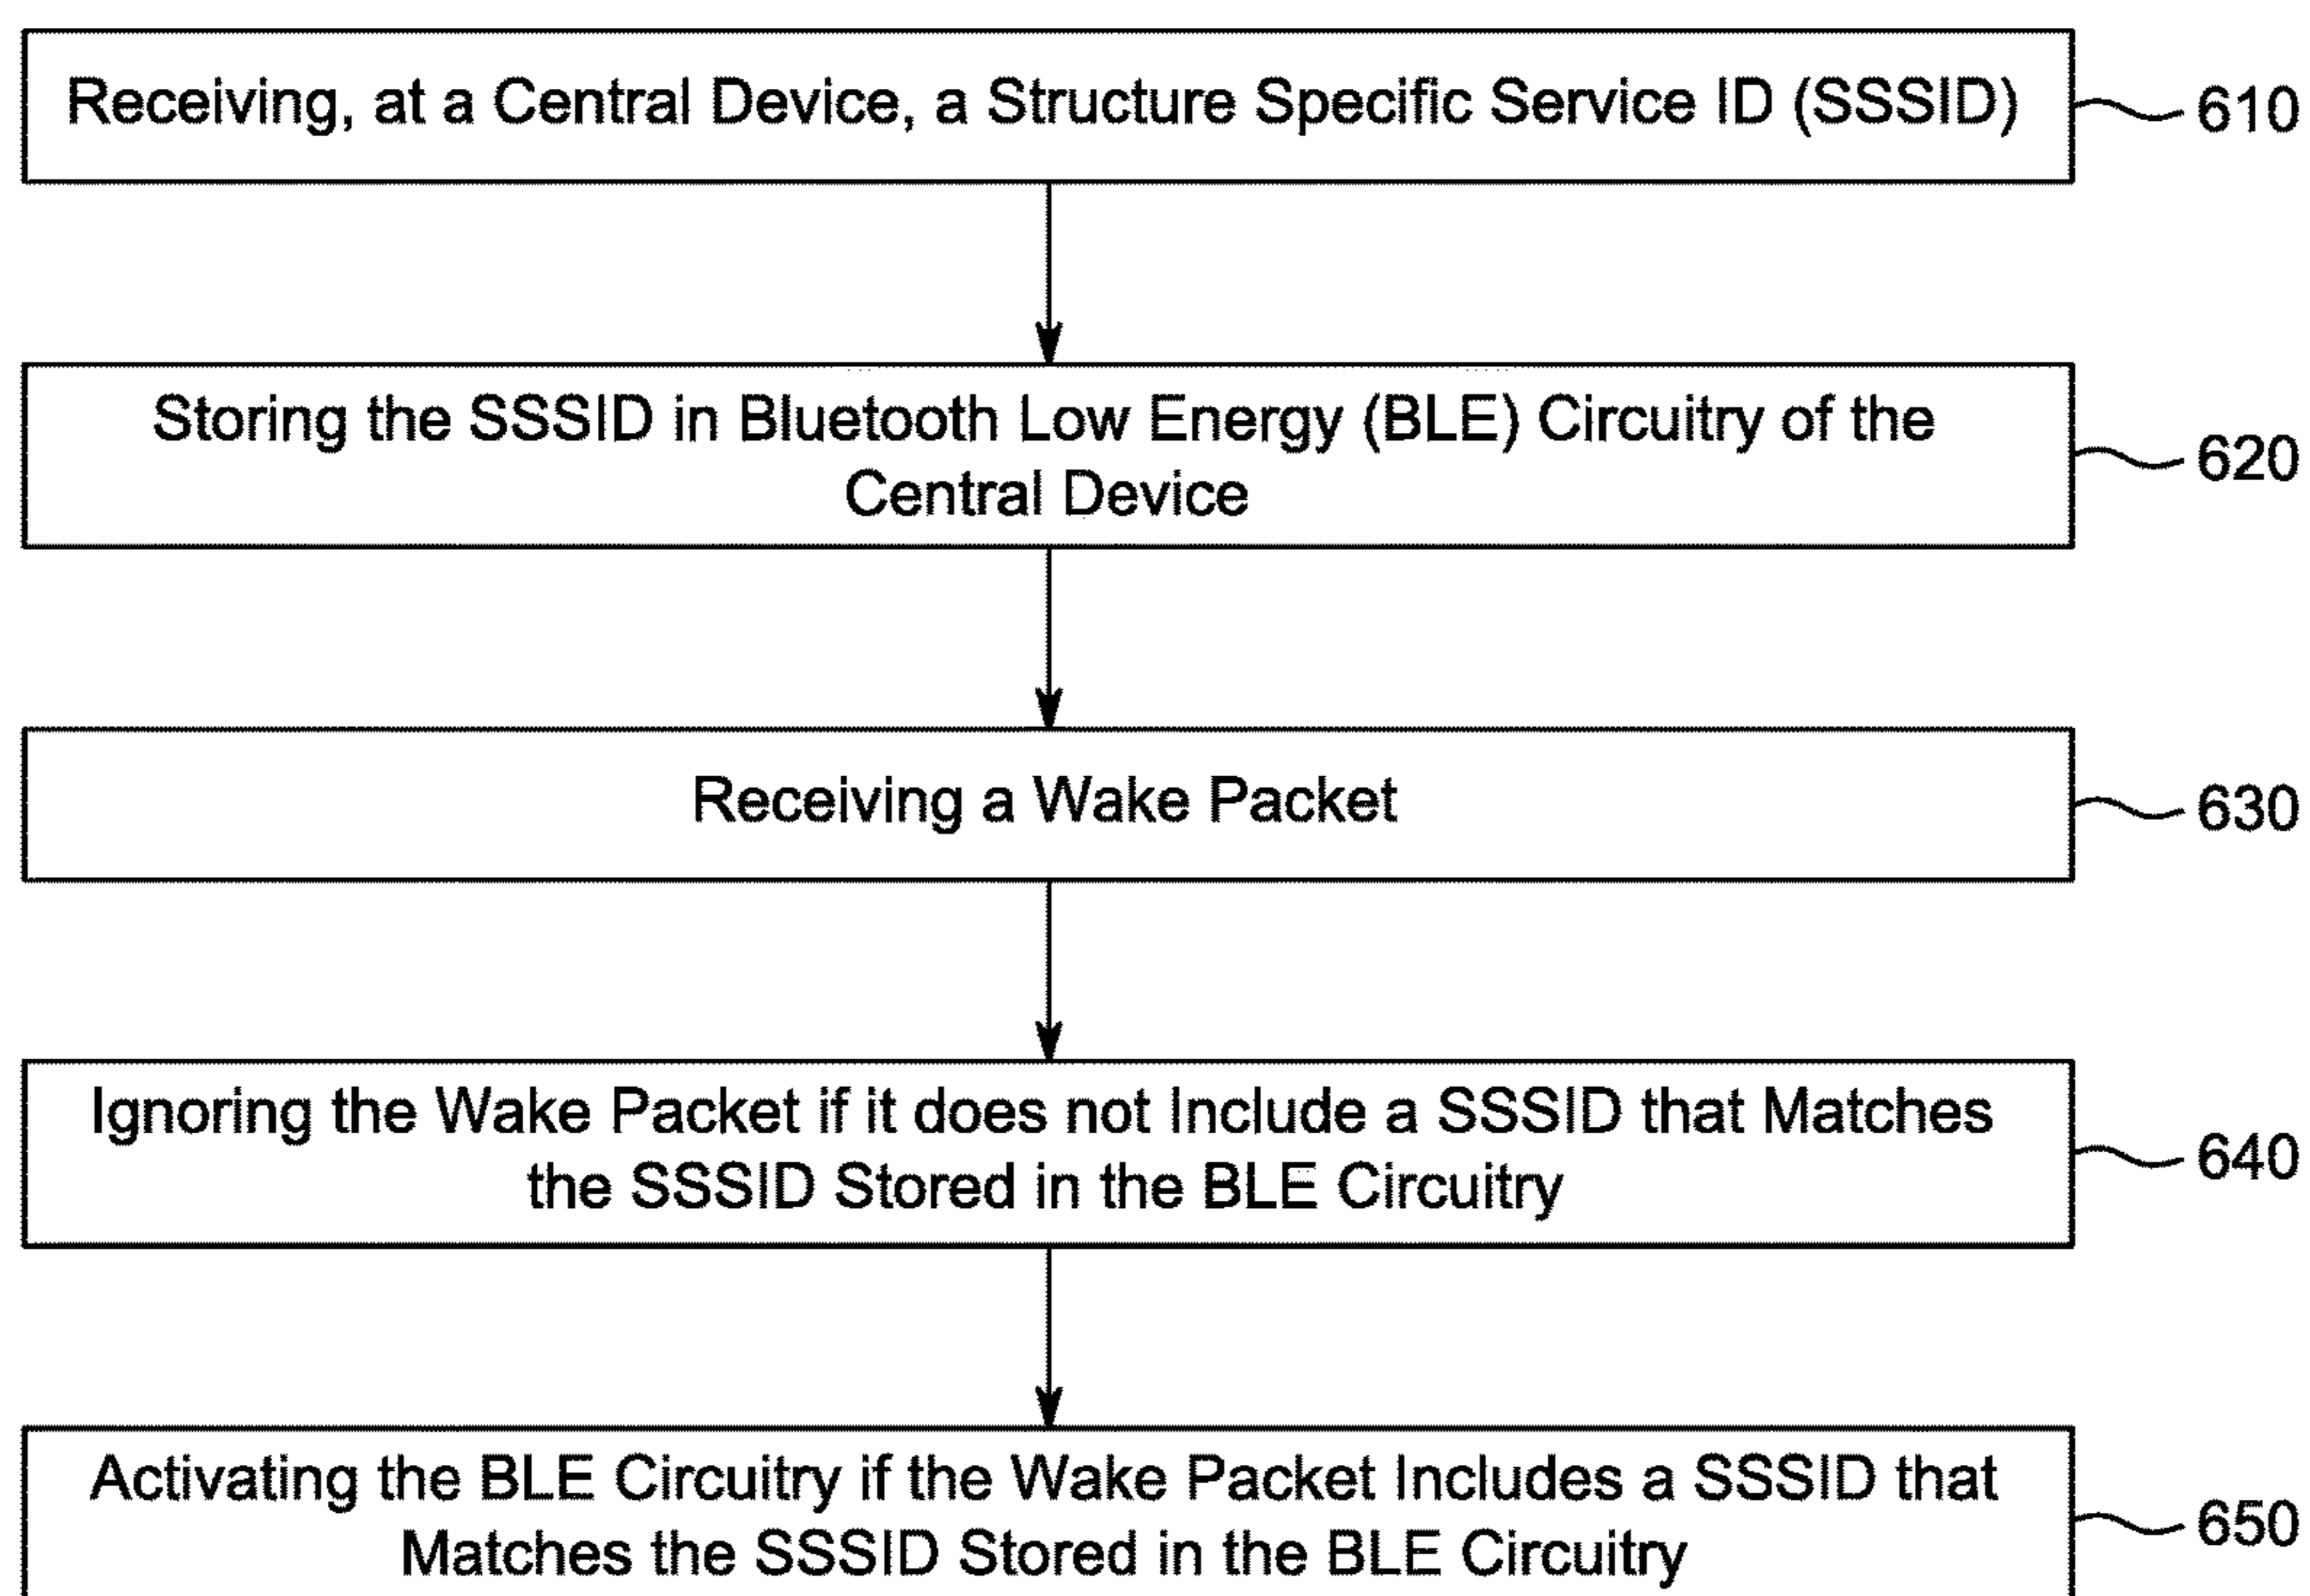 Receiving, at a Central Device, a Structure Specific Service ID (SSSID)
610
Storing the SSSID in Bluetooth Low Energy (BLE) Circuitry of the
Central Device
620
Receiving a Wake Packet
630
Ignoring the Wake Packet if it does not Include a SSSID that Matches
the SSSID Stored in the BLE Circuitry
640
Activating the BLE Circuitry if the Wake Packet Includes a SSSID that
Matches the SSSID Stored in the BLE Circuitry
650